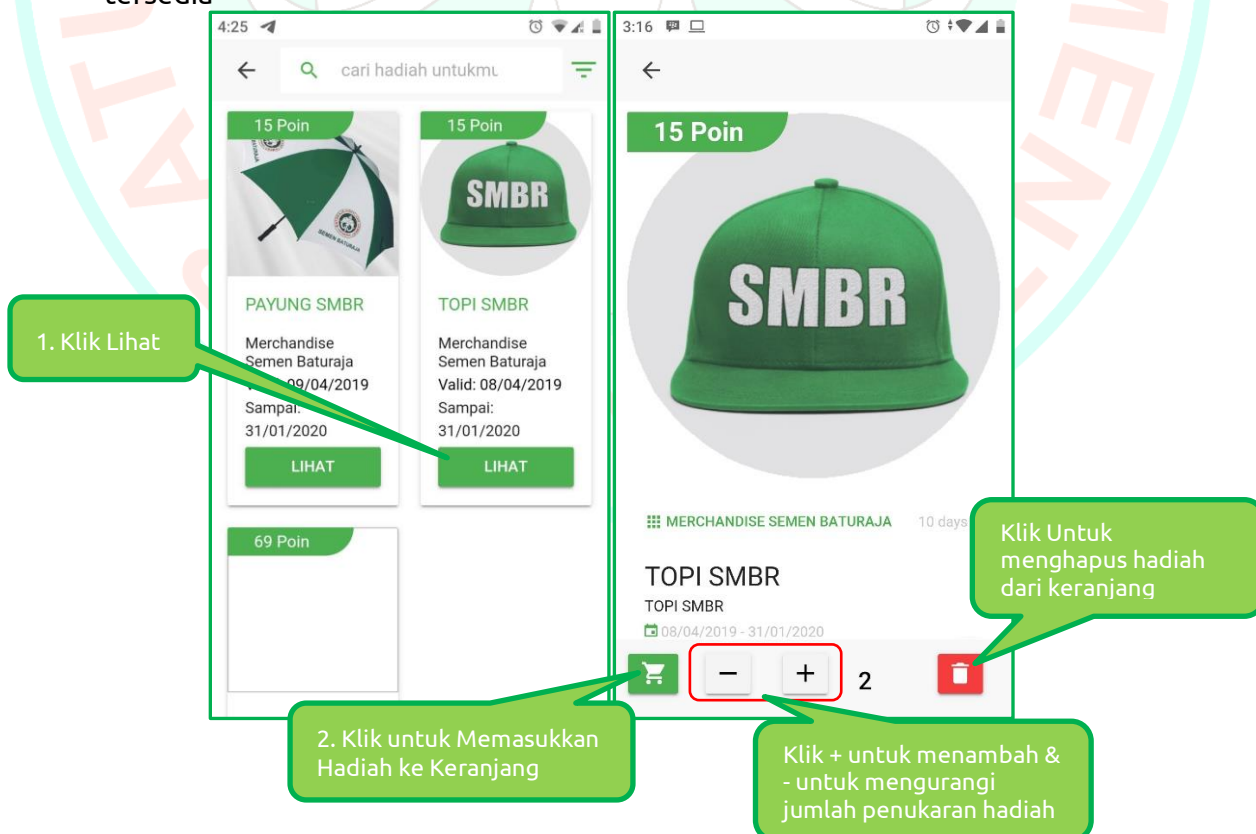 tersedia
4:25
cari hadiah untukmu
15 Poin
SEMEN BATURAJA
PAYUNG SMBR
Merchandise
Semen Baturaja
09/04/2019
Sampai:
31/01/2020
LIHAT
15 Poin
SMBR
TOPI SMBR
Merchandise
Semen Baturaja
Valid: 08/04/2019
Sampai:
31/01/2020
LIHAT
69 Poin
1. Klik Lihat
2. Klik untuk Memasukkan
Hadiah ke Keranjang
3:16
15 Poin
SMBR
MERCHANDISE SEMEN BATURAJA
10 days
TOPI SMBR
TOPI SMBR
08/04/2019 - 31/01/2020
− + 2
Klik Untuk
menghapus hadiah
dari keranjang
Klik + untuk menambah &
- untuk mengurangi
jumlah penukaran hadiah